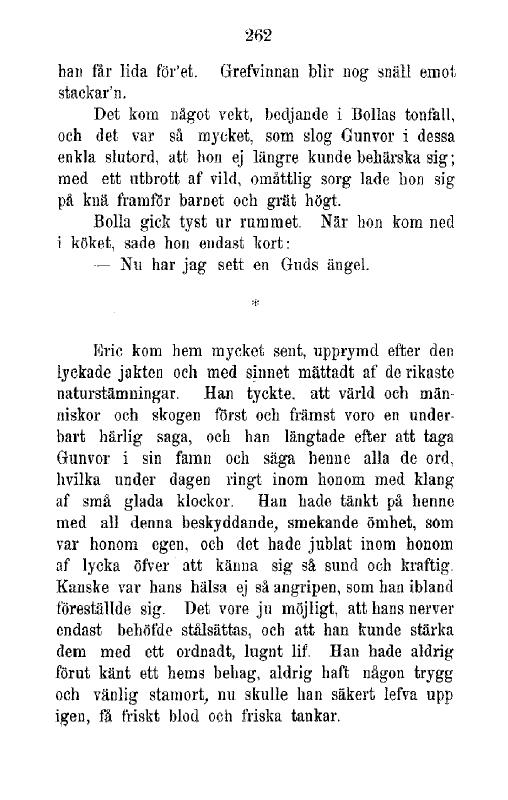 262
han får lida för'et. Grefvinnan blir nog snäll emot
stackar'n.
Det kom något vekt, bedjande i Bollas tonfall,
och det var så mycket, som slog Gunvor i dessa
enkla slutord, att hon ej längre kunde behärska sig;
med ett utbrott af vild, omåttlig sorg lade hon sig
på knä framför barnet och grät högt.
Bolla gick tyst ur rummet. När hon kom ned
i köket, sade hon endast kort:
— Nu har jag sett en Guds ängel.
*
Eric kom hem mycket sent, upprymd efter den
lyckade jakten och med sinnet mättadt af de rikaste
naturstämningar. Han tyckte, att värld och män-
niskor och skogen först och främst voro en under-
bart härlig saga, och han längtade efter att taga
Gunvor i sin famn och säga henne alla de ord,
hvilka under dagen ringt inom honom med klang
af små glada klockor. Han hade tänkt på henne
med all denna beskyddande, smekande ömhet, som
var honom egen, och det hade jublat inom honom
af lycka öfver att känna sig så sund och kraftig.
Kanske var hans hälsa ej så angripen, som han ibland
föreställde sig. Det vore ju möjligt, att hans nerver
endast behöfde stålsättas, och att han kunde stärka
dem med ett ordnadt, lugnt lif. Han hade aldrig
förut känt ett hems behag, aldrig haft någon trygg
och vänlig stamort, nu skulle han säkert lefva upp
igen, få friskt blod och friska tankar.